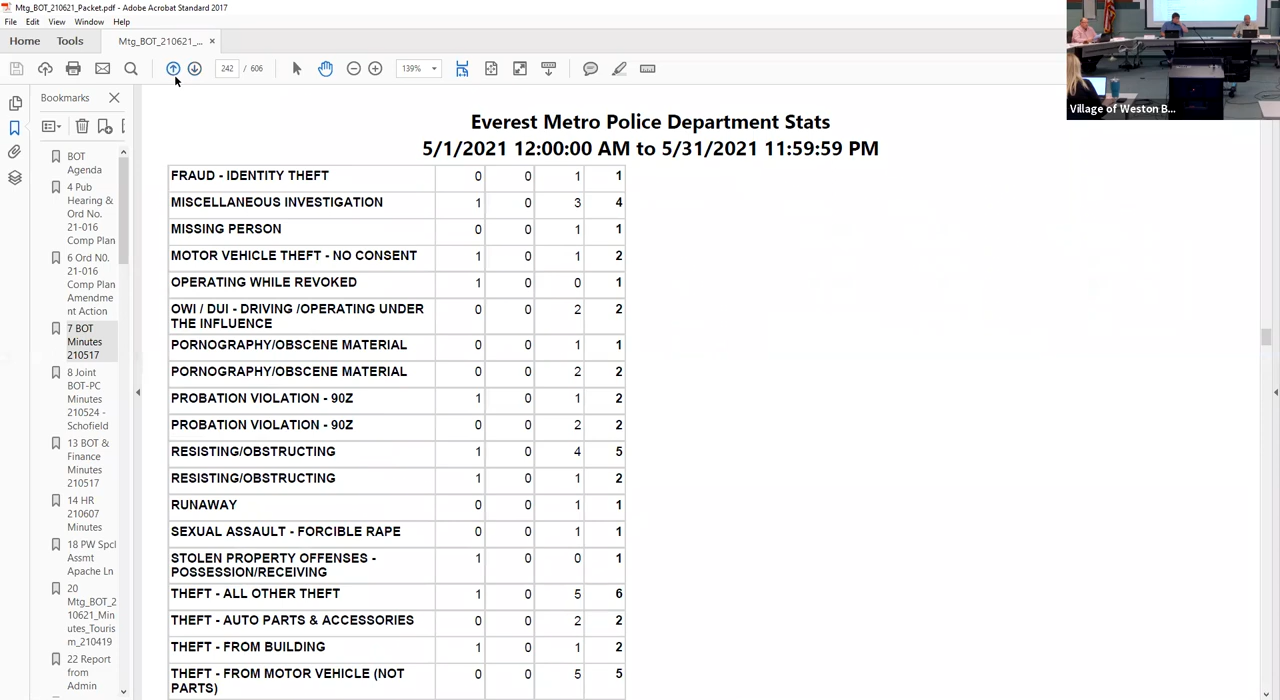 Mtg_BOT_210621_Packet.pdf - Adobe Acrobat Standard 2017
File Edit View Window Help
Home Tools Mtg_BOT_210621_... ×
242 / 606 139%
Bookmarks
BOT
Agenda
4 Pub
Hearing &
Ord No.
21-016
Comp Plan
6 Ord N0.
21-016
Comp Plan
Amendme
nt Action
7 BOT
Minutes
210517
8 Joint
BOT-PC
Minutes
210524 -
Schofield
13 BOT &
Finance
Minutes
210517
14 HR
210607
Minutes
18 PW Spcl
Assmt
Apache Ln
20
Mtg_BOT_2
10621_Min
utes_Touris
m_210419
22 Report
from
Admin
Everest Metro Police Department Stats
5/1/2021 12:00:00 AM to 5/31/2021 11:59:59 PM
FRAUD - IDENTITY THEFT 0 0 1 1
MISCELLANEOUS INVESTIGATION 1 0 3 4
MISSING PERSON 0 0 1 1
MOTOR VEHICLE THEFT - NO CONSENT 1 0 1 2
OPERATING WHILE REVOKED 1 0 0 1
OWI / DUI - DRIVING /OPERATING UNDER 0 0 2 2
THE INFLUENCE
PORNOGRAPHY/OBSCENE MATERIAL 0 0 1 1
PORNOGRAPHY/OBSCENE MATERIAL 0 0 2 2
PROBATION VIOLATION - 90Z 1 0 1 2
PROBATION VIOLATION - 90Z 0 0 2 2
RESISTING/OBSTRUCTING 1 0 4 5
RESISTING/OBSTRUCTING 1 0 1 2
RUNAWAY 0 0 1 1
SEXUAL ASSAULT - FORCIBLE RAPE 0 0 1 1
STOLEN PROPERTY OFFENSES - 1 0 0 1
POSSESSION/RECEIVING
THEFT - ALL OTHER THEFT 1 0 5 6
THEFT - AUTO PARTS & ACCESSORIES 0 0 2 2
THEFT - FROM BUILDING 1 0 1 2
THEFT - FROM MOTOR VEHICLE (NOT 0 0 5 5
PARTS)
Village of Weston B...